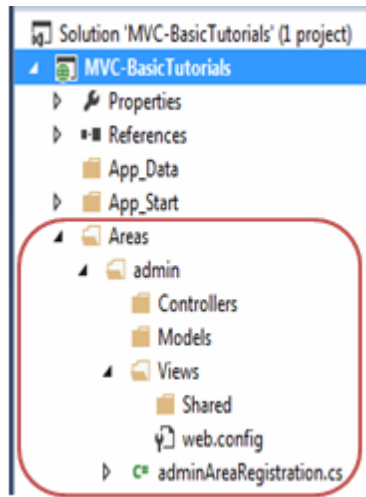 Solution 'MVC-BasicTutorials' (1 project)
MVC-BasicTutorials
Properties
References
App_Data
App_Start
Areas
admin
Controllers
Models
Views
Shared
web.config
C# adminAreaRegistration.cs